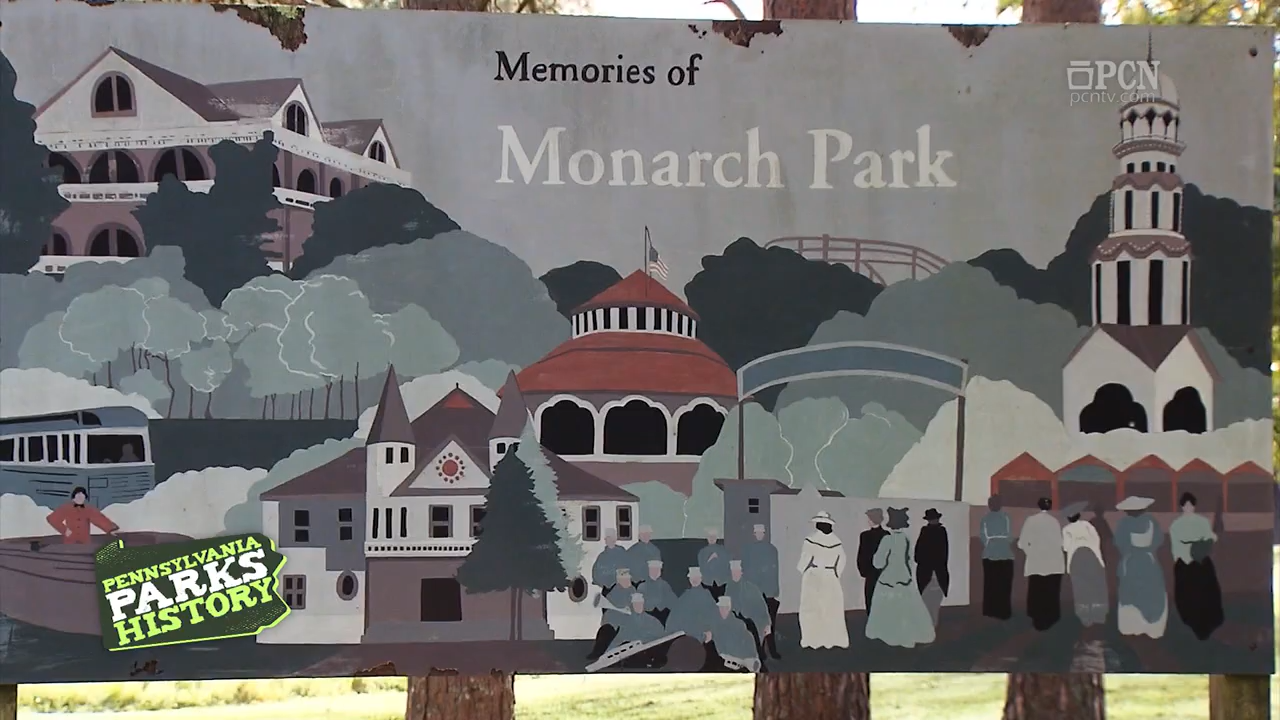 Memories of
Monarch Park
PCN
pcntv.com
PENNSYLVANIA
PARKS
HISTORY